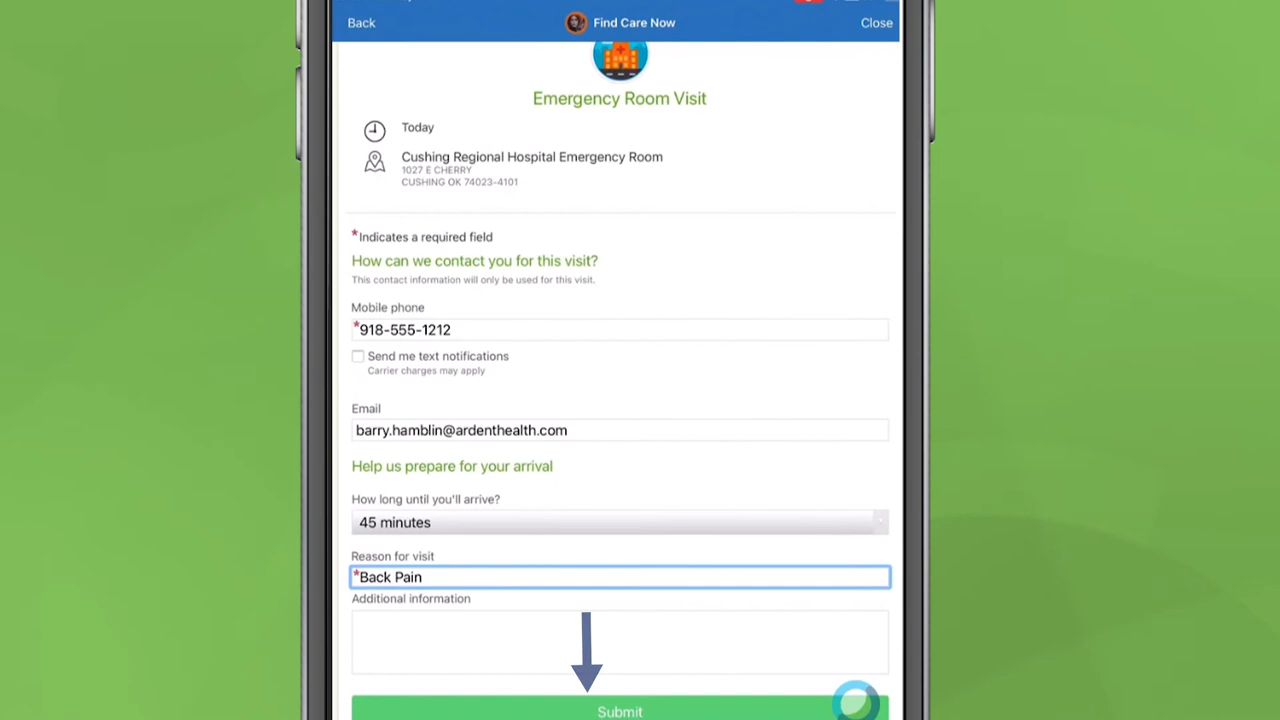 Back
Find Care Now
Close
Emergency Room Visit
Today
Cushing Regional Hospital Emergency Room
1027 E CHERRY
CUSHING OK 74023-4101
*Indicates a required field
How can we contact you for this visit?
This contact information will only be used for this visit.
Mobile phone
*918-555-1212
Send me text notifications
Carrier charges may apply
Email
barry.hamblin@ardenthealth.com
Help us prepare for your arrival
How long until you'll arrive?
45 minutes
Reason for visit
*Back Pain
Additional information
Submit